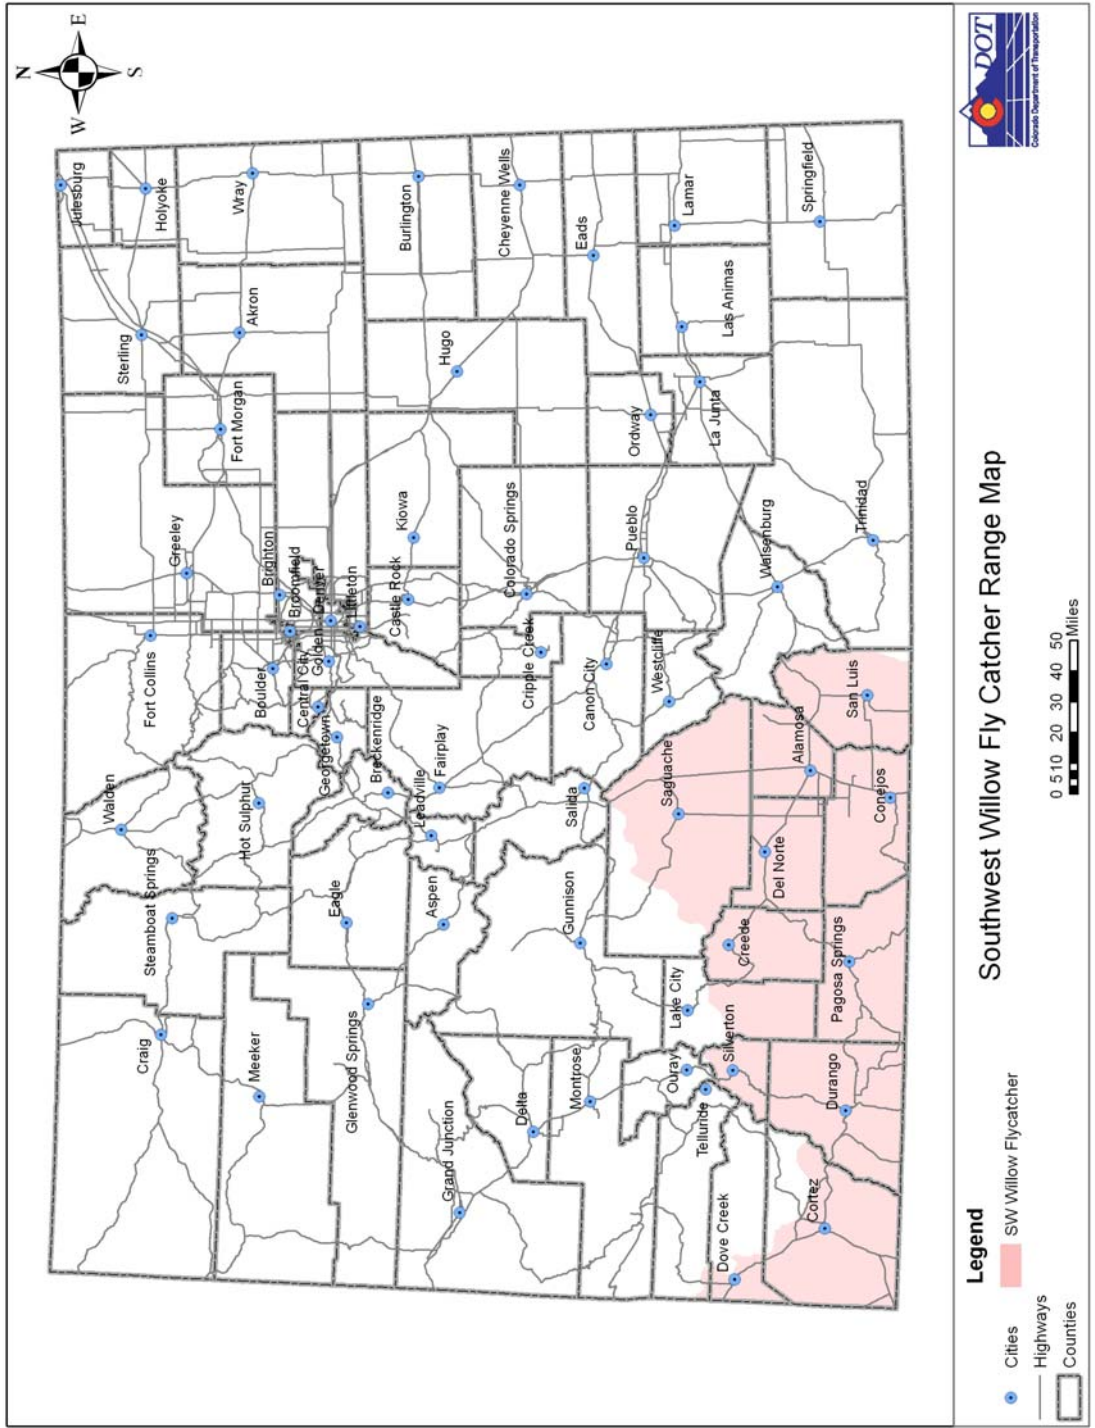 N
W
E
S
Julesburg
Holyoke
Sterling
Wray
Akron
Fort Morgan
Greeley
Fort Collins
Walden
Steamboat Springs
Craig
Meeker
Hot Sulphut
Boulder
Brighton
Broomfield
Central City
Golden
Denver
Littleton
Georgetown
Burlington
Cheyenne Wells
Hugo
Kiowa
Castle Rock
Breckenridge
Fairplay
Leadville
Eagle
Aspen
Glenwood Springs
Grand Junction
Delta
Montrose
Gunnison
Salida
Cripple Creek
Colorado Springs
Canon City
Westcliffe
Pueblo
Ordway
Eads
Lamar
Las Animas
La Junta
Springfield
Trinidad
Walsenburg
San Luis
Alamosa
Saguache
Conejos
Del Norte
Creede
Lake City
Pagosa Springs
Silverton
Ouray
Telluride
Durango
Cortez
Dove Creek
Legend
Cities
Highways
Counties
SW Willow Flycatcher
Southwest Willow Fly Catcher Range Map
0 5 10 20 30 40 50
Miles
DOT
Colorado Department of Transportation